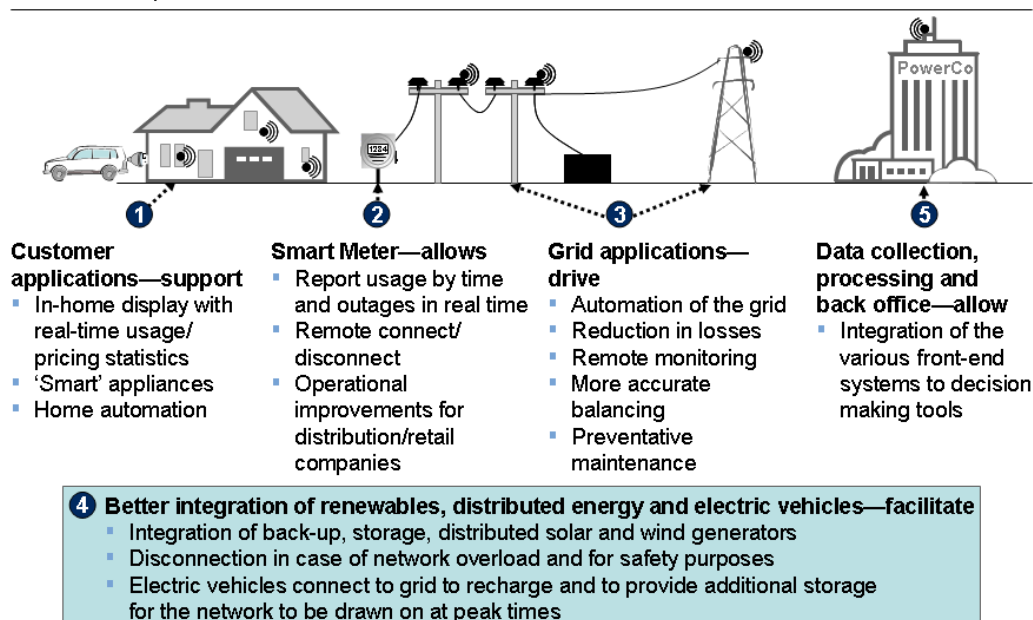 PowerCo
1284
1
2
3
5
Customer
applications—support
▪ In-home display with
real-time usage/
pricing statistics
▪ ‘Smart’ appliances
▪ Home automation
Smart Meter—allows
▪ Report usage by time
and outages in real time
▪ Remote connect/
disconnect
▪ Operational
improvements for
distribution/retail
companies
Grid applications—
drive
▪ Automation of the grid
▪ Reduction in losses
▪ Remote monitoring
▪ More accurate
balancing
▪ Preventative
maintenance
Data collection,
processing and
back office—allow
▪ Integration of the
various front-end
systems to decision
making tools
4 Better integration of renewables, distributed energy and electric vehicles—facilitate
▪ Integration of back-up, storage, distributed solar and wind generators
▪ Disconnection in case of network overload and for safety purposes
▪ Electric vehicles connect to grid to recharge and to provide additional storage
for the network to be drawn on at peak times